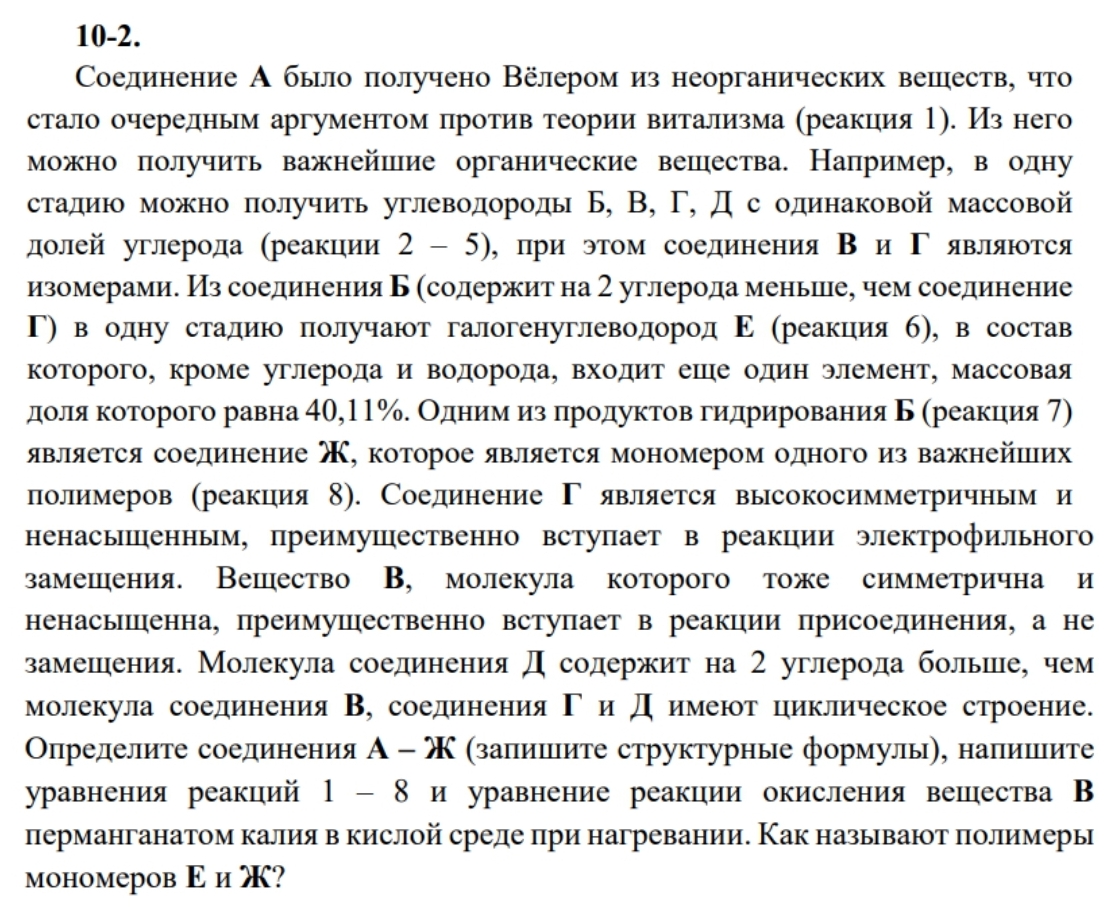 10-2.
Соединение А было получено Вёлером из неорганических веществ, что
стало очередным аргументом против теории витализма (реакция 1). Из него
можно получить важнейшие органические вещества. Например, в одну
стадию можно получить углеводороды Б, В, Г, Д с одинаковой массовой
долей углерода (реакции 2 – 5), при этом соединения В и Г являются
изомерами. Из соединения Б (содержит на 2 углерода меньше, чем соединение
Г) в одну стадию получают галогенуглеводород Е (реакция 6), в состав
которого, кроме углерода и водорода, входит еще один элемент, массовая
доля которого равна 40,11%. Одним из продуктов гидрирования Б (реакция 7)
является соединение Ж, которое является мономером одного из важнейших
полимеров (реакция 8). Соединение Г является высокосимметричным и
ненасыщенным, преимущественно вступает в реакции электрофильного
замещения. Вещество В, молекула которого тоже симметрична и
ненасыщенна, преимущественно вступает в реакции присоединения, а не
замещения. Молекула соединения Д содержит на 2 углерода больше, чем
молекула соединения В, соединения Г и Д имеют циклическое строение.
Определите соединения А – Ж (запишите структурные формулы), напишите
уравнения реакций 1 – 8 и уравнение реакции окисления вещества В
перманганатом калия в кислой среде при нагревании. Как называют полимеры
мономеров Е и Ж?